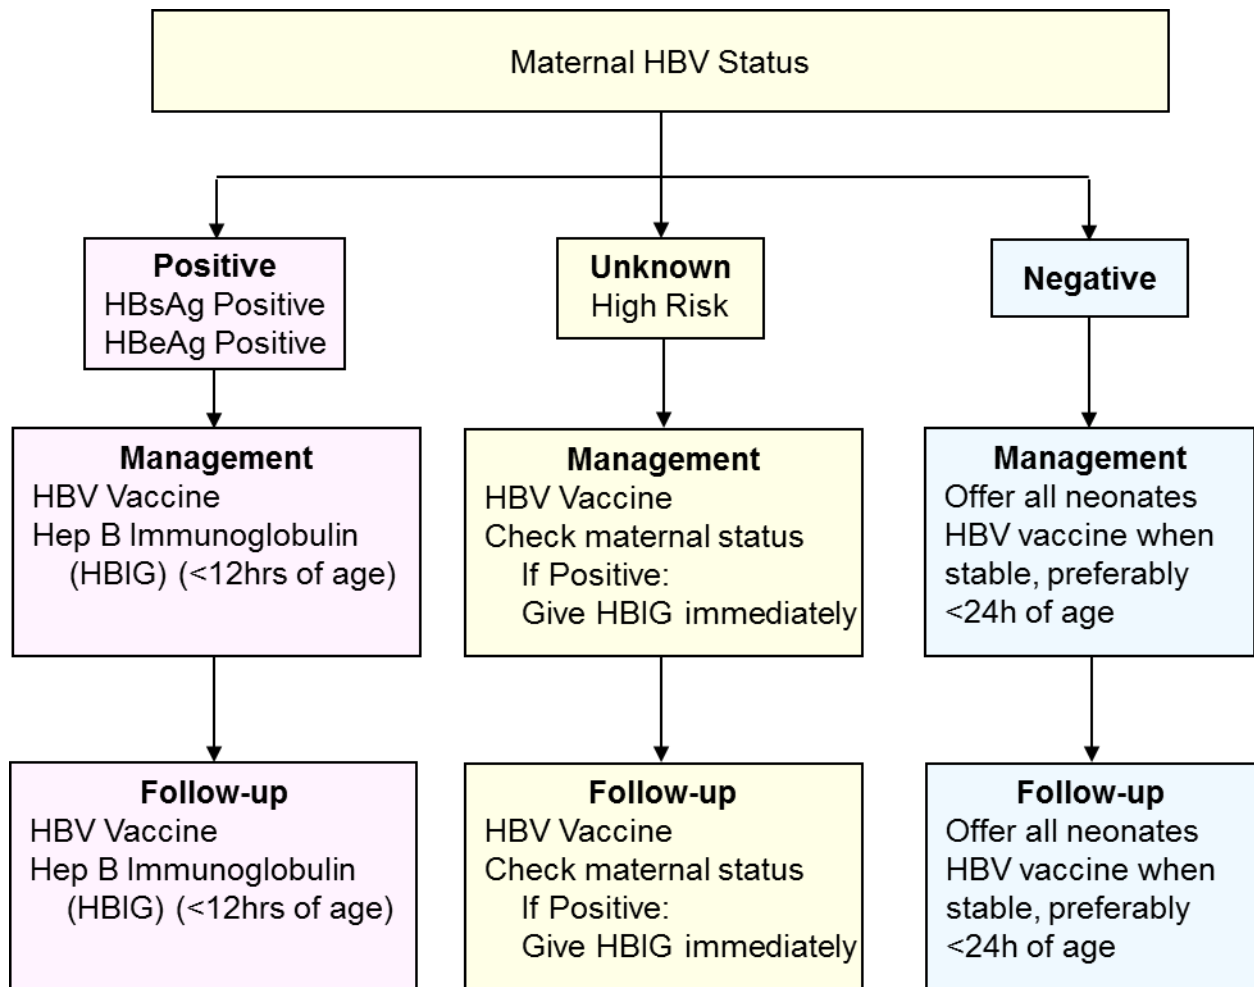 Maternal HBV Status
Positive
HBsAg Positive
HBeAg Positive
Unknown
High Risk
Negative
Management
HBV Vaccine
Hep B Immunoglobulin
(HBIG) (<12hrs of age)
Management
HBV Vaccine
Check maternal status
If Positive:
Give HBIG immediately
Management
Offer all neonates
HBV vaccine when
stable, preferably
<24h of age
Follow-up
HBV Vaccine
Hep B Immunoglobulin
(HBIG) (<12hrs of age)
Follow-up
HBV Vaccine
Check maternal status
If Positive:
Give HBIG immediately
Follow-up
Offer all neonates
HBV vaccine when
stable, preferably
<24h of age